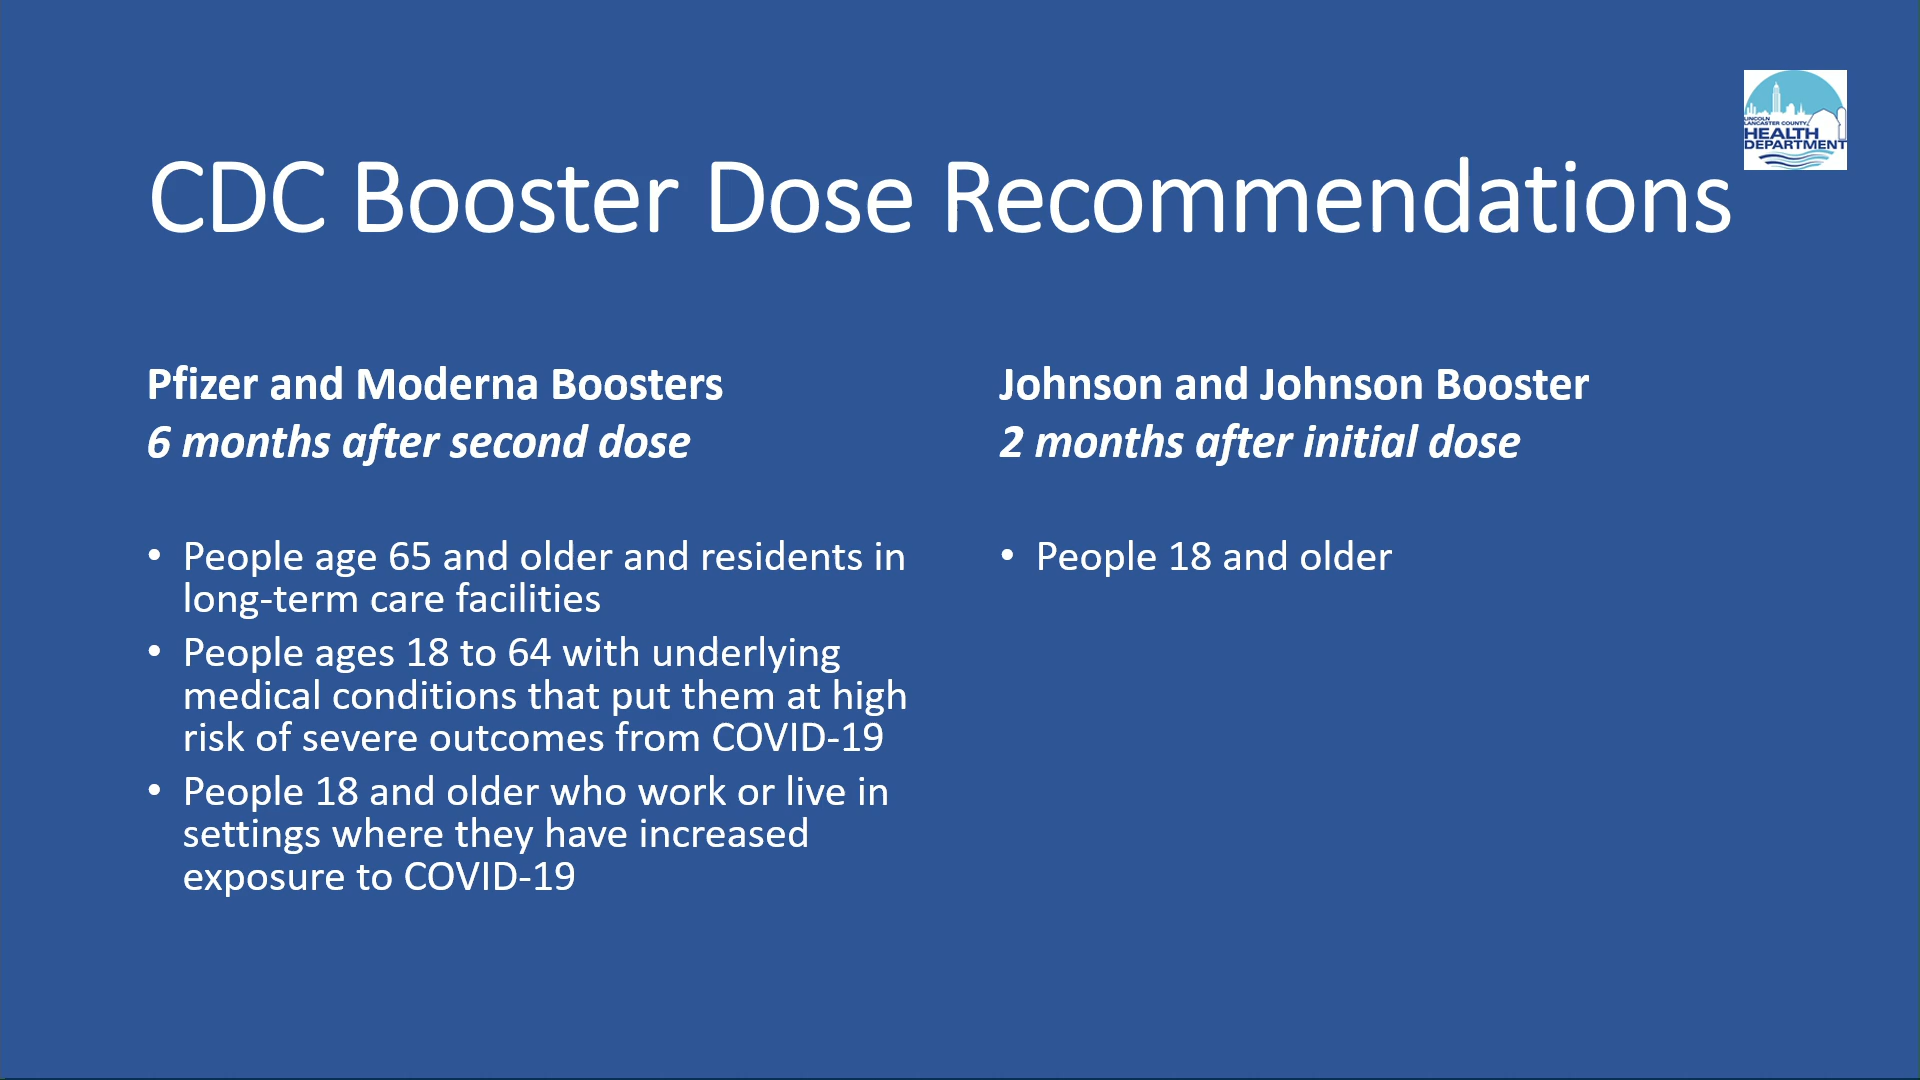 LINCOLN
LANCASTER COUNTY
HEALTH
DEPARTMENT
CDC Booster Dose Recommendations
Pfizer and Moderna Boosters
6 months after second dose
• People age 65 and older and residents in
long-term care facilities
• People ages 18 to 64 with underlying
medical conditions that put them at high
risk of severe outcomes from COVID-19
• People 18 and older who work or live in
settings where they have increased
exposure to COVID-19
Johnson and Johnson Booster
2 months after initial dose
• People 18 and older